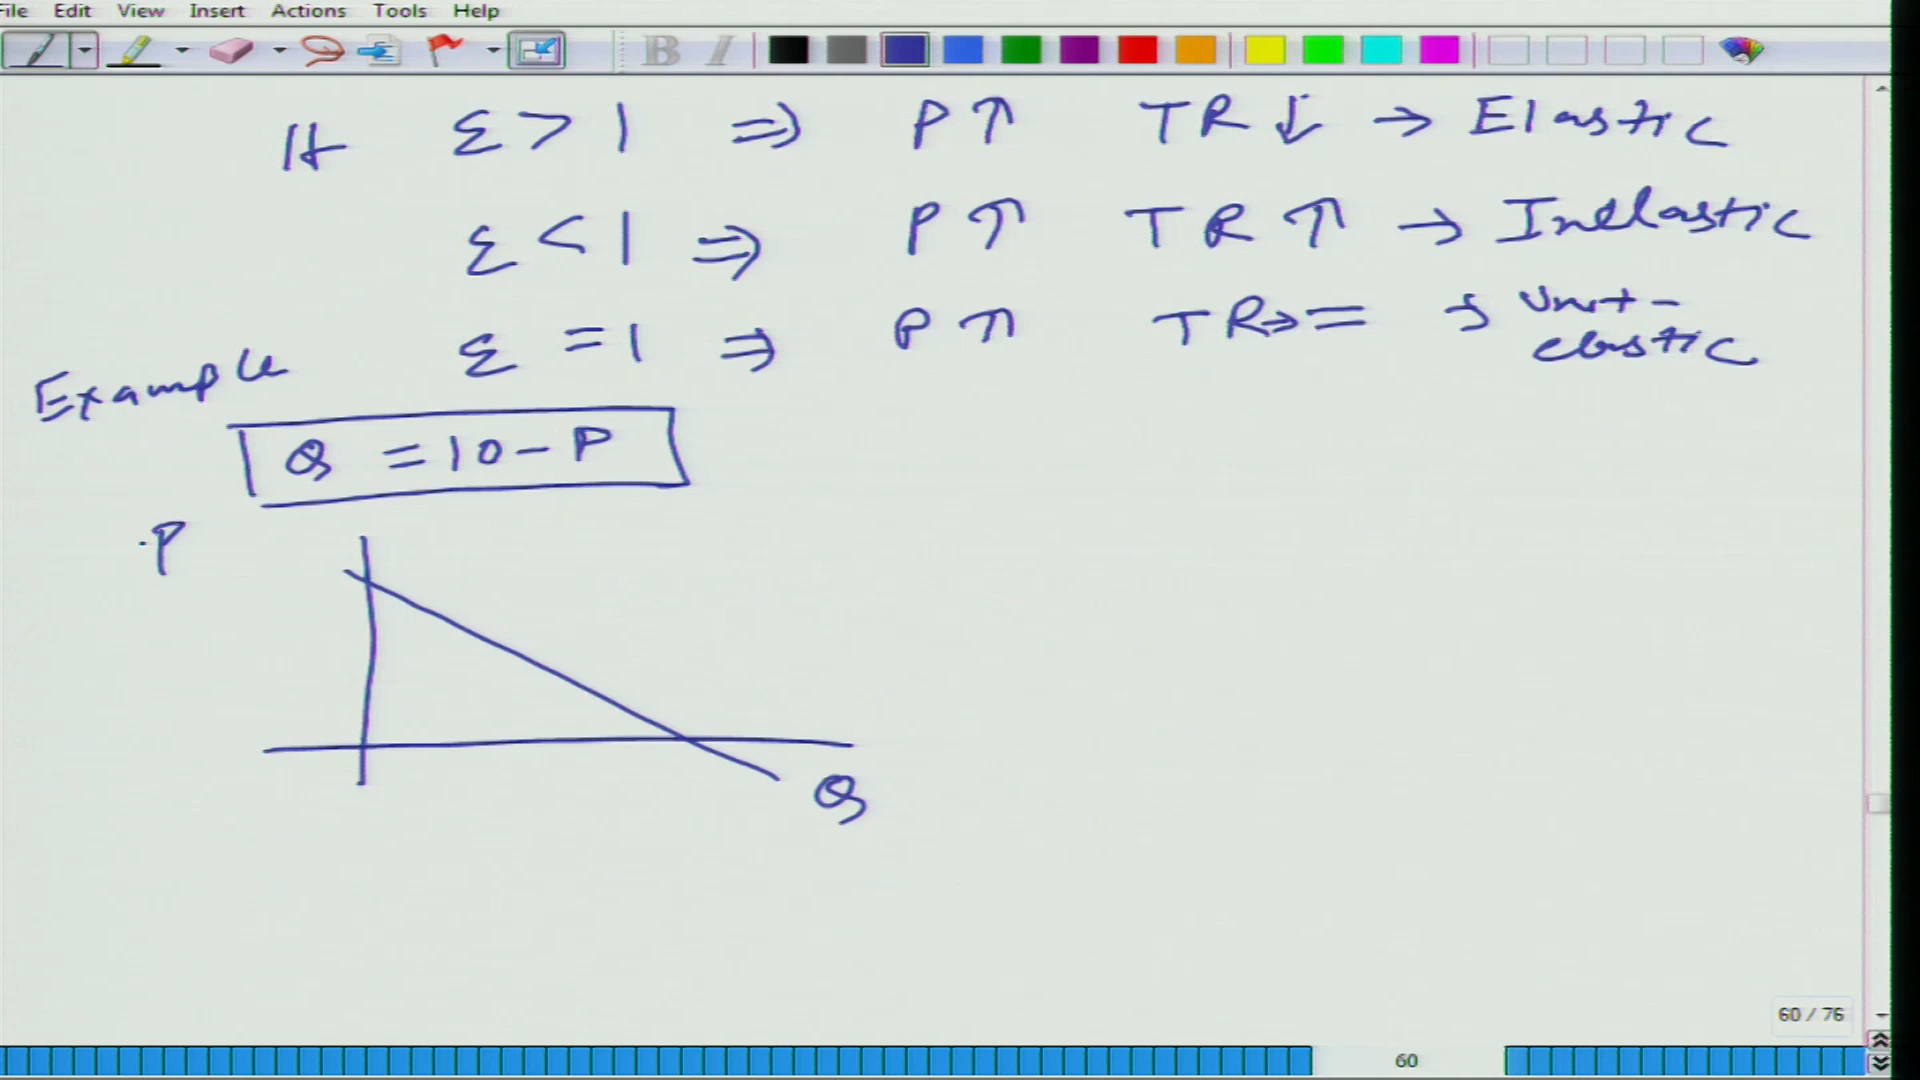 File Edit View Insert Actions Tools Help
B I
If ε > 1 ⇒ P↑ TR↓ → Elastic
ε < 1 ⇒ P↑ TR↑ → Inelastic
ε = 1 ⇒ P↑ TR→ = → Unit-
elastic
Example
Q = 10 - P
P
Q
60 / 76
60